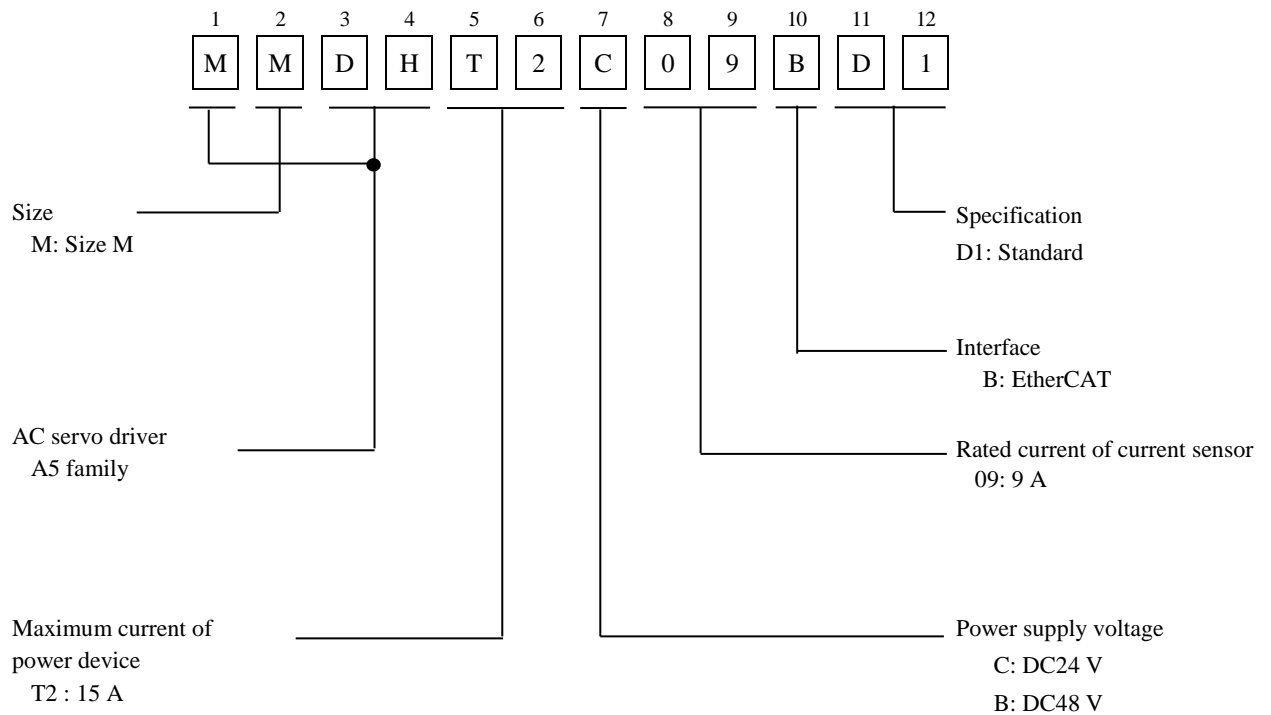 1 2 3 4 5 6 7 8 9 10 11 12
M M D H T 2 C 0 9 B D 1
Size
M: Size M
Specification
D1: Standard
Interface
B: EtherCAT
AC servo driver
A5 family
Rated current of current sensor
09: 9 A
Maximum current of
power device
T2 : 15 A
Power supply voltage
C: DC24 V
B: DC48 V